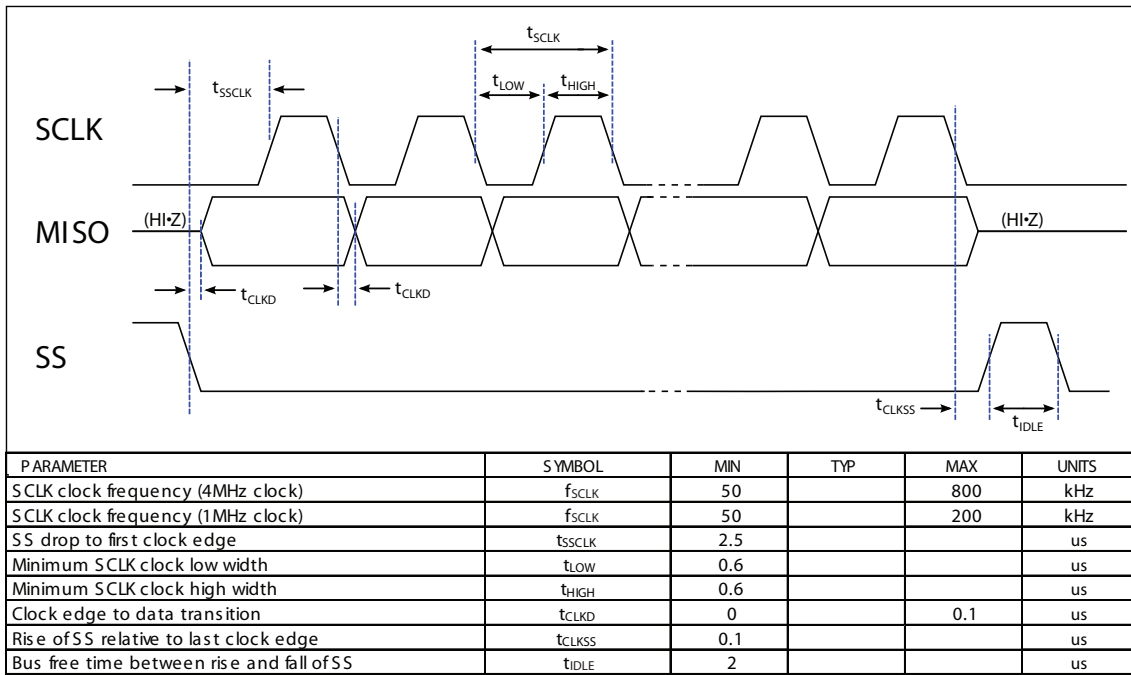 tSCLK
tSSCLK
tLOW
tHIGH
SCLK
(HI•Z)
(HI•Z)
MISO
tCLKD
tCLKD
SS
tCLKSS
tIDLE
PARAMETER SYMBOL MIN TYP MAX UNITS
SCLK clock frequency (4MHz clock) fSCLK 50 800 kHz
SCLK clock frequency (1MHz clock) fSCLK 50 200 kHz
SS drop to first clock edge tSSCLK 2.5 us
Minimum SCLK clock low width tLOW 0.6 us
Minimum SCLK clock high width tHIGH 0.6 us
Clock edge to data transition tCLKD 0 0.1 us
Rise of SS relative to last clock edge tCLKSS 0.1 us
Bus free time between rise and fall of SS tIDLE 2 us